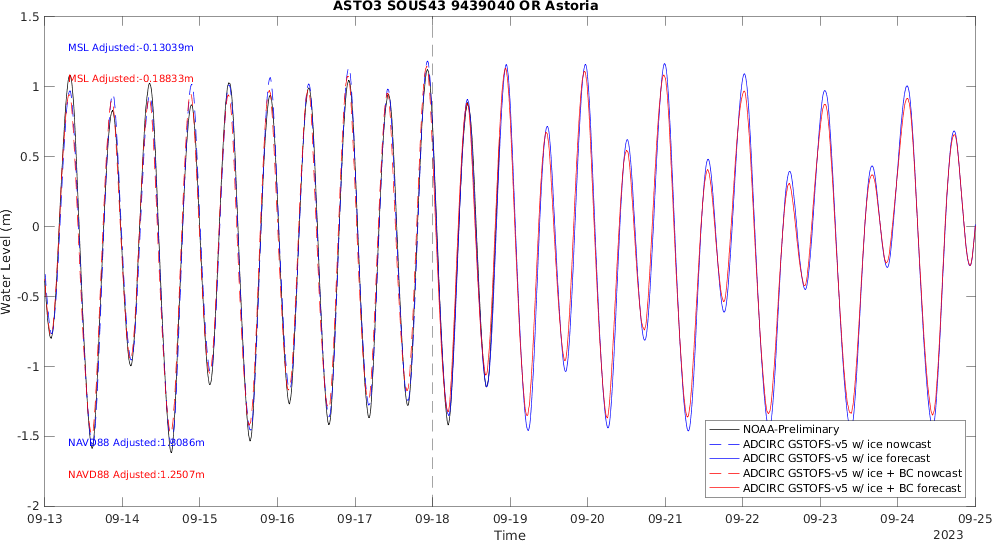 ASTO3 SOUS43 9439040 OR Astoria
1.5
1
0.5
0
-0.5
-1
-1.5
-2
Water Level (m)
MSL Adjusted:-0.13039m
MSL Adjusted:-0.18833m
NAVD88 Adjusted:1.3086m
NAVD88 Adjusted:1.2507m
NOAA-Preliminary
ADCIRC GSTOFS-v5 w/ ice nowcast
ADCIRC GSTOFS-v5 w/ ice forecast
ADCIRC GSTOFS-v5 w/ ice + BC nowcast
ADCIRC GSTOFS-v5 w/ ice + BC forecast
09-13 09-14 09-15 09-16 09-17 09-18 09-19 09-20 09-21 09-22 09-23 09-24 09-25
Time
2023